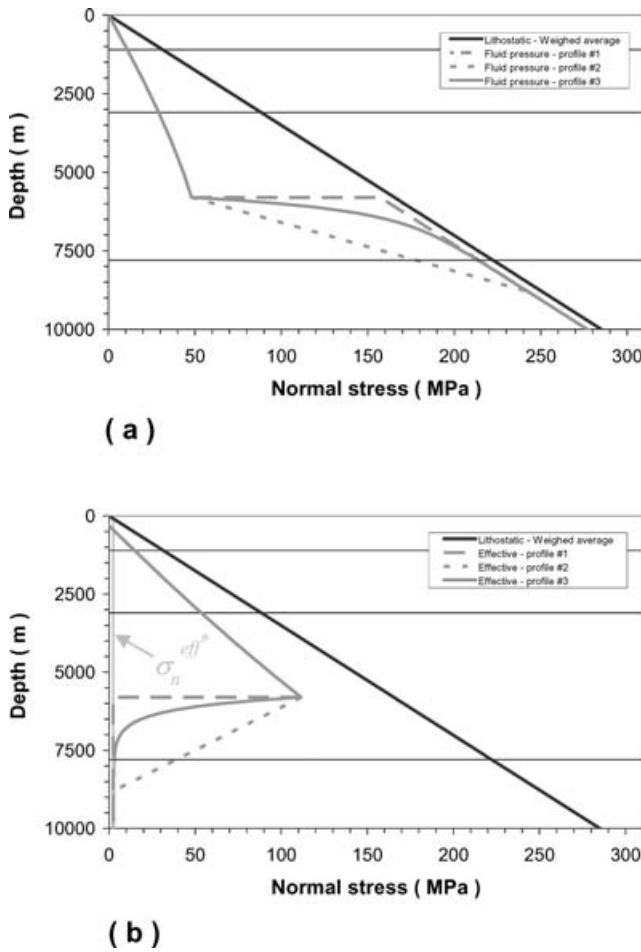 0
2500
5000
7500
10000
Depth ( m )
Lithostatic - Weighed average
Fluid pressure - profile #1
Fluid pressure - profile #2
Fluid pressure - profile #3
0 50 100 150 200 250 300
Normal stress ( MPa )
( a )
0
2500
5000
7500
10000
Depth ( m )
Lithostatic - Weighed average
Effective - profile #1
Effective - profile #2
Effective - profile #3
σn eff*
0 50 100 150 200 250 300
Normal stress ( MPa )
( b )